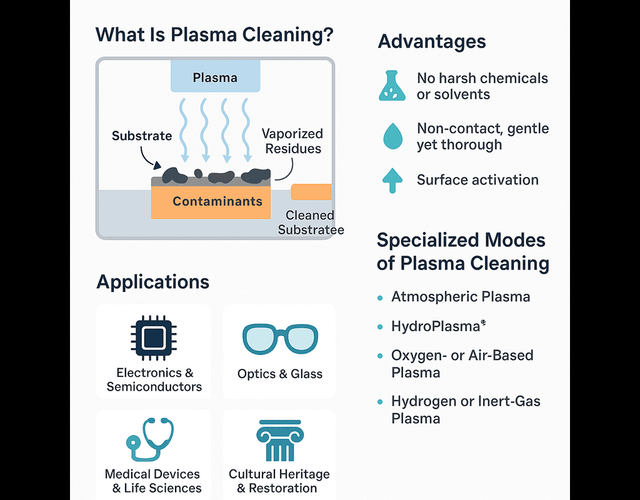 What Is Plasma Cleaning?
Plasma
Substrate
Vaporized
Residues
Contaminants
Cleaned
Substratee
Applications
Electronics &
Semiconductors
Optics & Glass
Medical Devices
& Life Sciences
Cultural Heritage
& Restoration
Advantages
No harsh chemicals
or solvents
Non-contact, gentle
yet thorough
Surface activation
Specialized Modes
of Plasma Cleaning
• Atmospheric Plasma
• HydroPlasma®
• Oxygen- or Air-Based
Plasma
• Hydrogen or Inert-Gas
Plasma